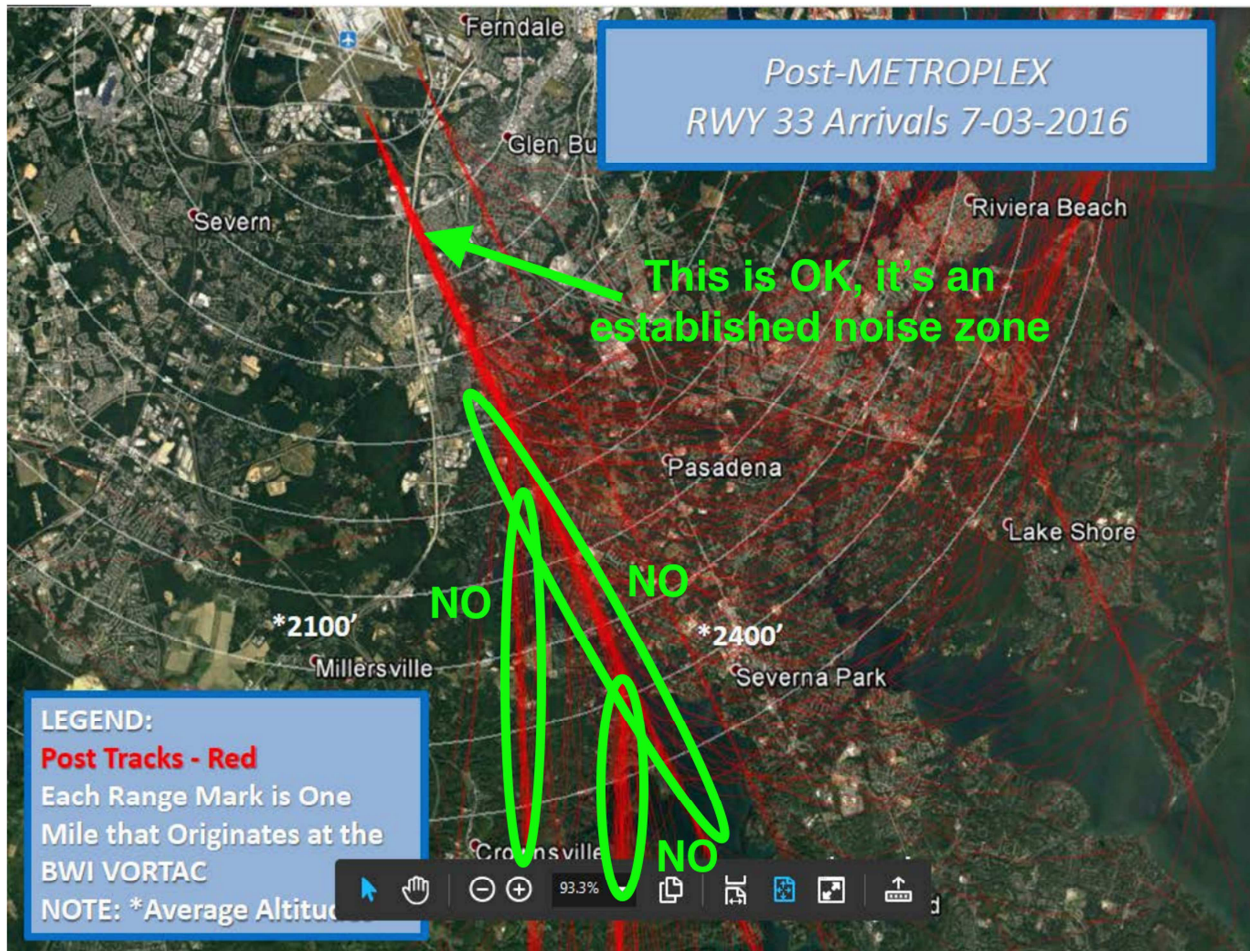 Ferndale
Post-METROPLEX
RWY 33 Arrivals 7-03-2016
Glen Bu
Severn
Riviera Beach
This is OK, it's an
established noise zone
Pasadena
Lake Shore
NO
NO
*2100'
*2400'
Millersville
Severna Park
LEGEND:
Post Tracks - Red
Each Range Mark is One
Mile that Originates at the
BWI VORTAC
NOTE: *Average Altitud
Crownsville
NO
93.3%
d